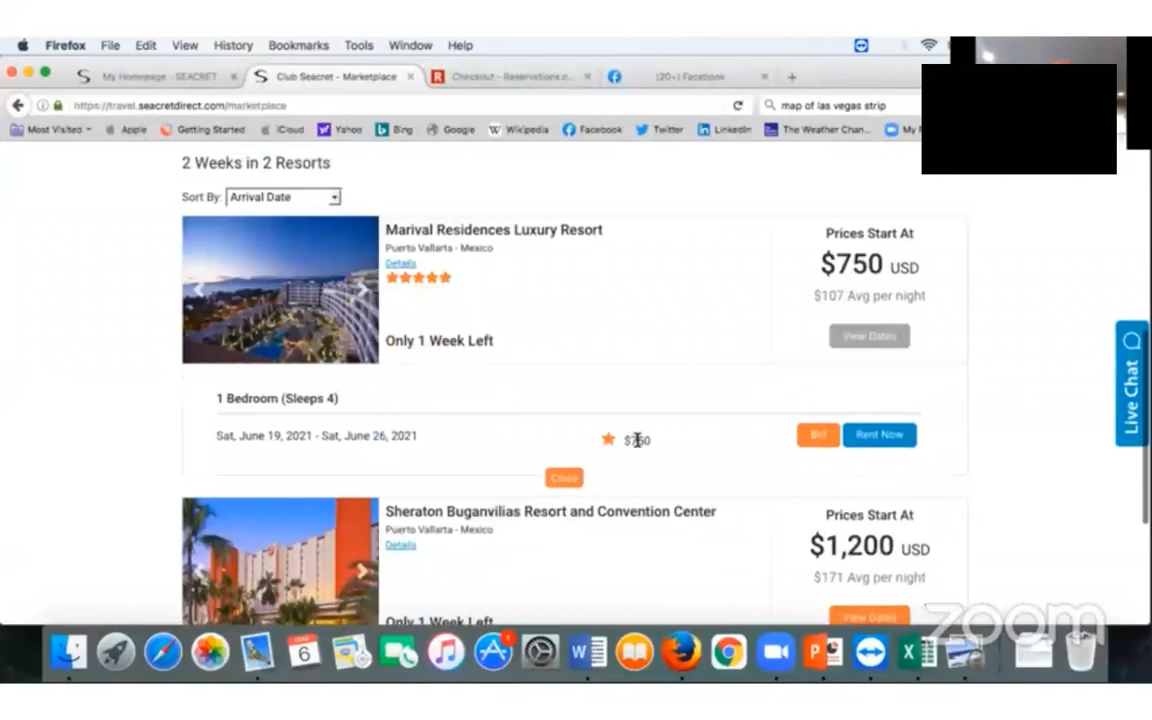 Firefox File Edit View History Bookmarks Tools Window Help
My Homepage - SEACRET
Club Seacret - Marketplace
Checkout - Reservations c...
(20+) Facebook
https://travel.seacretdirect.com/marketplace
map of las vegas strip
Most Visited Apple Getting Started iCloud Yahoo Bing Google Wikipedia Facebook Twitter LinkedIn The Weather Chan...
2 Weeks in 2 Resorts
Sort By: Arrival Date
Marival Residences Luxury Resort
Puerto Vallarta - Mexico
Details
Only 1 Week Left
Prices Start At
$750 USD
$107 Avg per night
View Dates
1 Bedroom (Sleeps 4)
Sat, June 19, 2021 - Sat, June 26, 2021
$750
Bid
Rent Now
Close
Sheraton Buganvilias Resort and Convention Center
Puerto Vallarta - Mexico
Details
Only 1 Week Left
Prices Start At
$1,200 USD
$171 Avg per night
View Dates
Live Chat
zoom
6
1